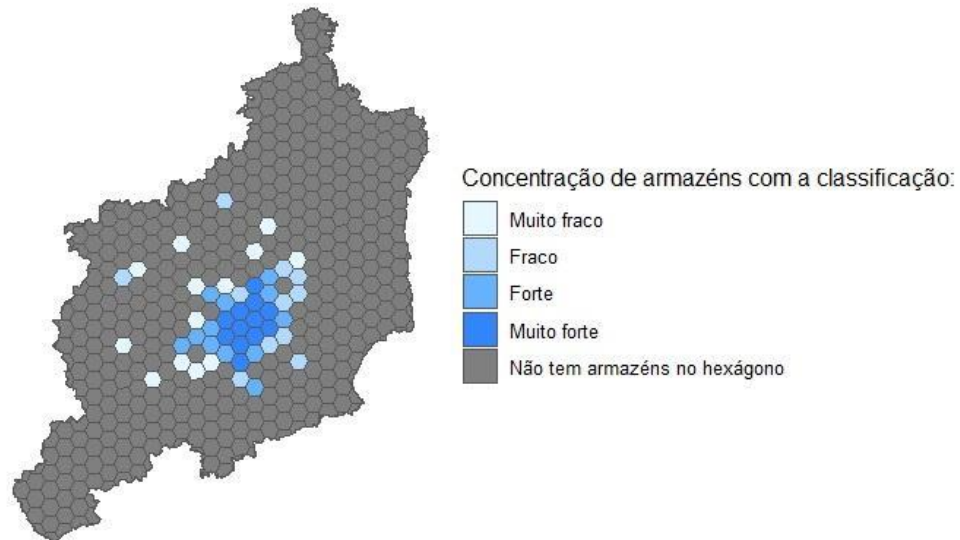 Concentração de armazéns com a classificação:
Muito fraco
Fraco
Forte
Muito forte
Não tem armazéns no hexágono